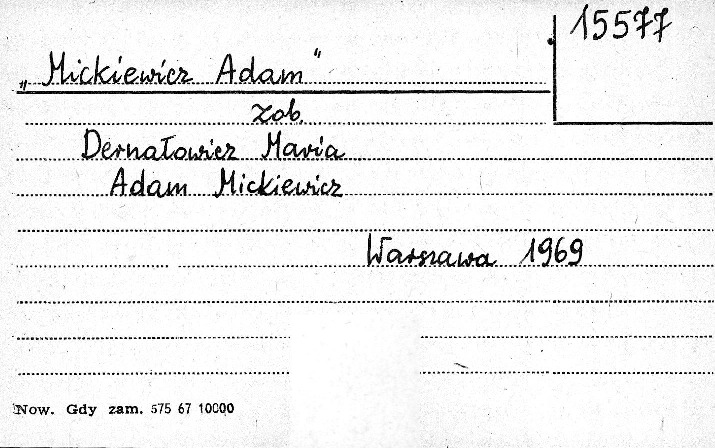 15577
„Mickiewicz Adam“
zob.
Dernałowicz Maria
Adam Mickiewicz
Warszawa 1969
Now. Gdy zam. 575 67 10000